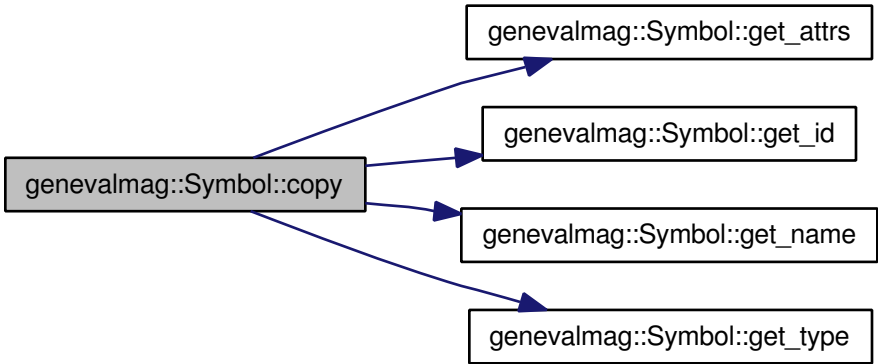 genevalmag::Symbol::get_attrs
genevalmag::Symbol::get_id
genevalmag::Symbol::copy
genevalmag::Symbol::get_name
genevalmag::Symbol::get_type